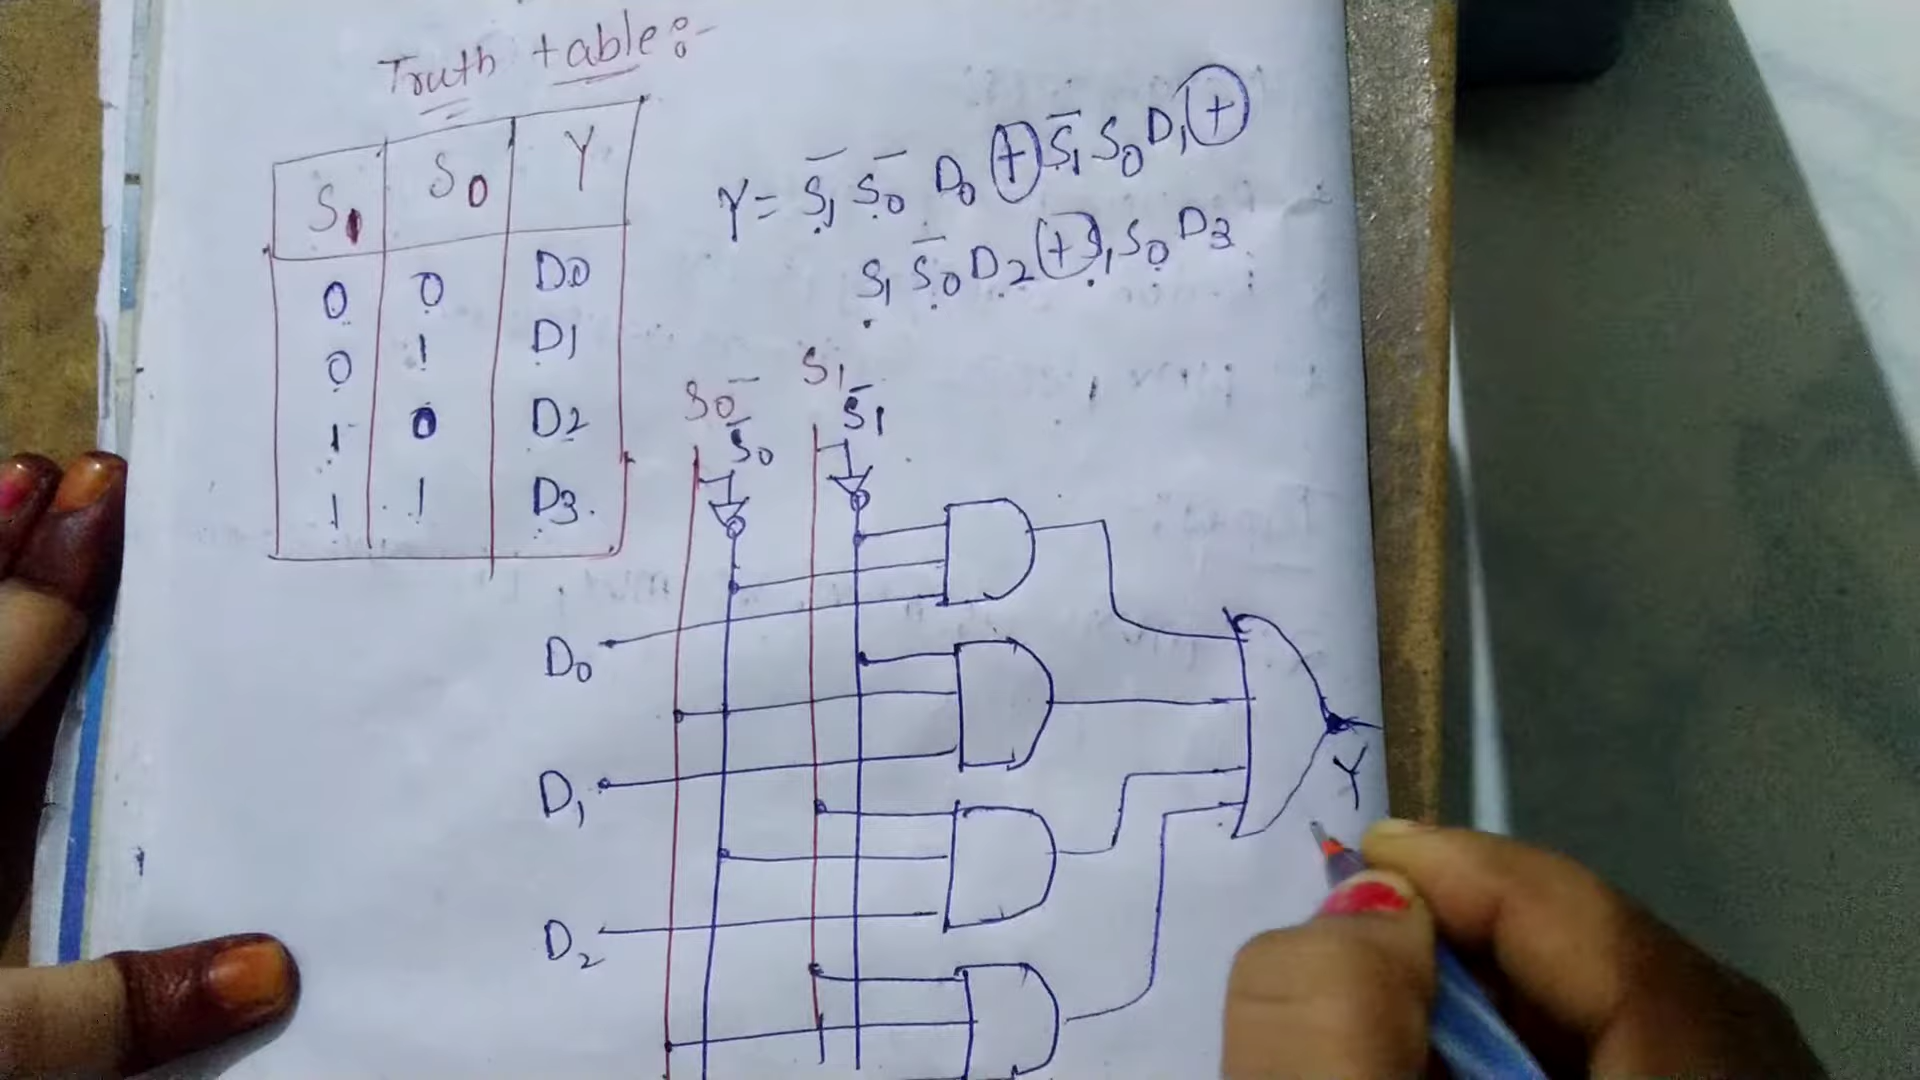 Truth table:-
S1 S0 Y
0 0 D0
0 1 D1
1 0 D2
1 1 D3.
Y = S̅1 S̅0 D0 + S̅1 S0 D1 +
S1 S̅0 D2 + S1 S0 D3
S̅0 S1
S̅0 S̅1
D0
D1
Y
D2